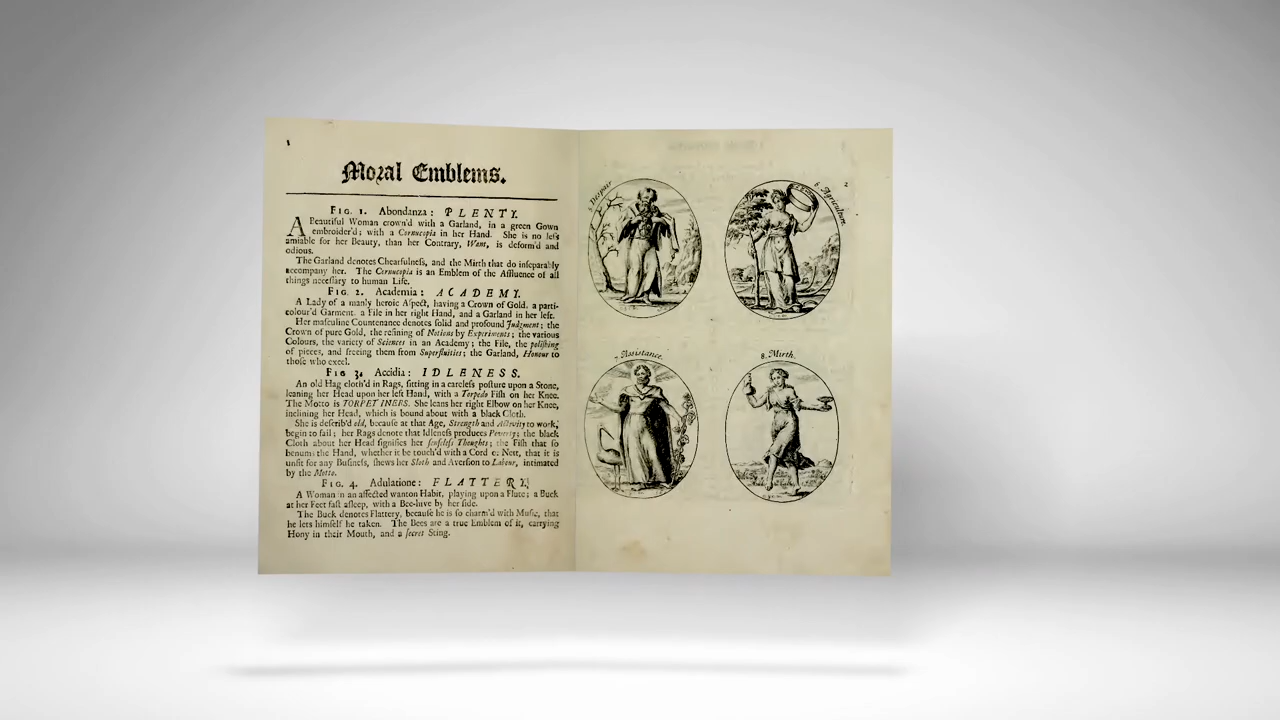 1
Moral Emblems.
FIG. 1. Abondanza: PLENTY.
A Beautiful Woman crown'd with a Garland, in a green Gown
embroider'd; with a Cornucopia in her Hand. She is no leſs
amiable for her Beauty, than her Contrary, Want, is deform'd and
odious.
The Garland denotes Chearfulneſs, and the Mirth that do inſeparably
accompany her. The Cornucopia is an Emblem of the Affluence of all
things neceſſary to human Life.
FIG. 2. Academia: ACADEMY.
A Lady of a manly heroic Aſpect, having a Crown of Gold, a parti-
colour'd Garment, a File in her right Hand, and a Garland in her left.
Her maſculine Countenance denotes ſolid and profound Judgment; the
Crown of pure Gold, the refining of Notions by Experiments; the various
Colours, the variety of Sciences in an Academy; the File, the poliſhing
of pieces, and freeing them from Superfluities; the Garland, Honour to
thoſe who excel.
FIG 3. Accidia: IDLENESS.
An old Hag cloth'd in Rags, ſitting in a careleſs poſture upon a Stone,
leaning her Head upon her left Hand, with a Torpedo Fiſh on her Knee.
The Motto is TORPET INERS. She leans her right Elbow on her Knee,
inclining her Head, which is bound about with a black Cloth.
She is deſcrib'd old, becauſe at that Age, Strength and Activity to work,
begin to fail; her Rags denote that Idleneſs produces Poverty; the black
Cloth about her Head ſignifies her ſenſeleſs Thoughts; the Fiſh that ſo
benums the Hand, whether it be touch'd with a Cord or Nett, that it is
unfit for any Buſineſs, ſhews her Sloth and Averſion to Labour, intimated
by the Motto.
FIG. 4. Adulatione: FLATTERY.
A Woman in an affected wanton Habit, playing upon a Flute; a Buck
at her Feet faſt aſleep, with a Bee-hive by her ſide.
The Buck denotes Flattery, becauſe he is ſo charm'd with Muſic, that
he lets himſelf be taken. The Bees are a true Emblem of it, carrying
Hony in their Mouth, and a ſecret Sting.
2
5 Despair
6 Agriculture
7 Assistance.
8. Mirth.